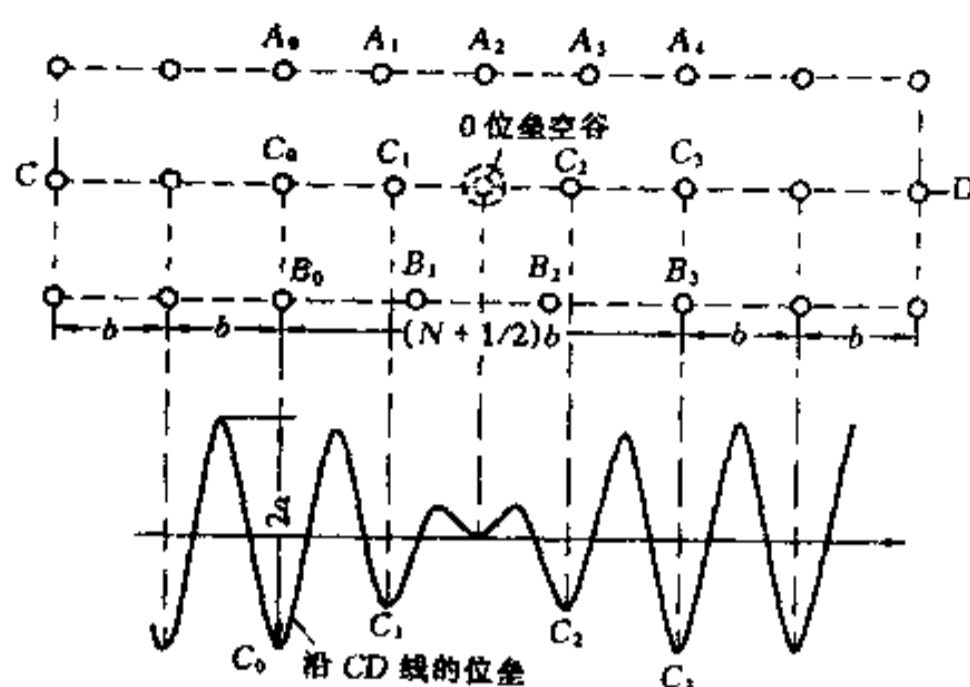 A₀ A₁ A₂ A₃ A₄
0 位垒空谷
C C₀ C₁ C₂ C₃ D
B₀ B₁ B₂ B₃
b b (N + 1/2)b b b
2a
C₀ C₁ C₂ C₃
沿 CD 线的位垒